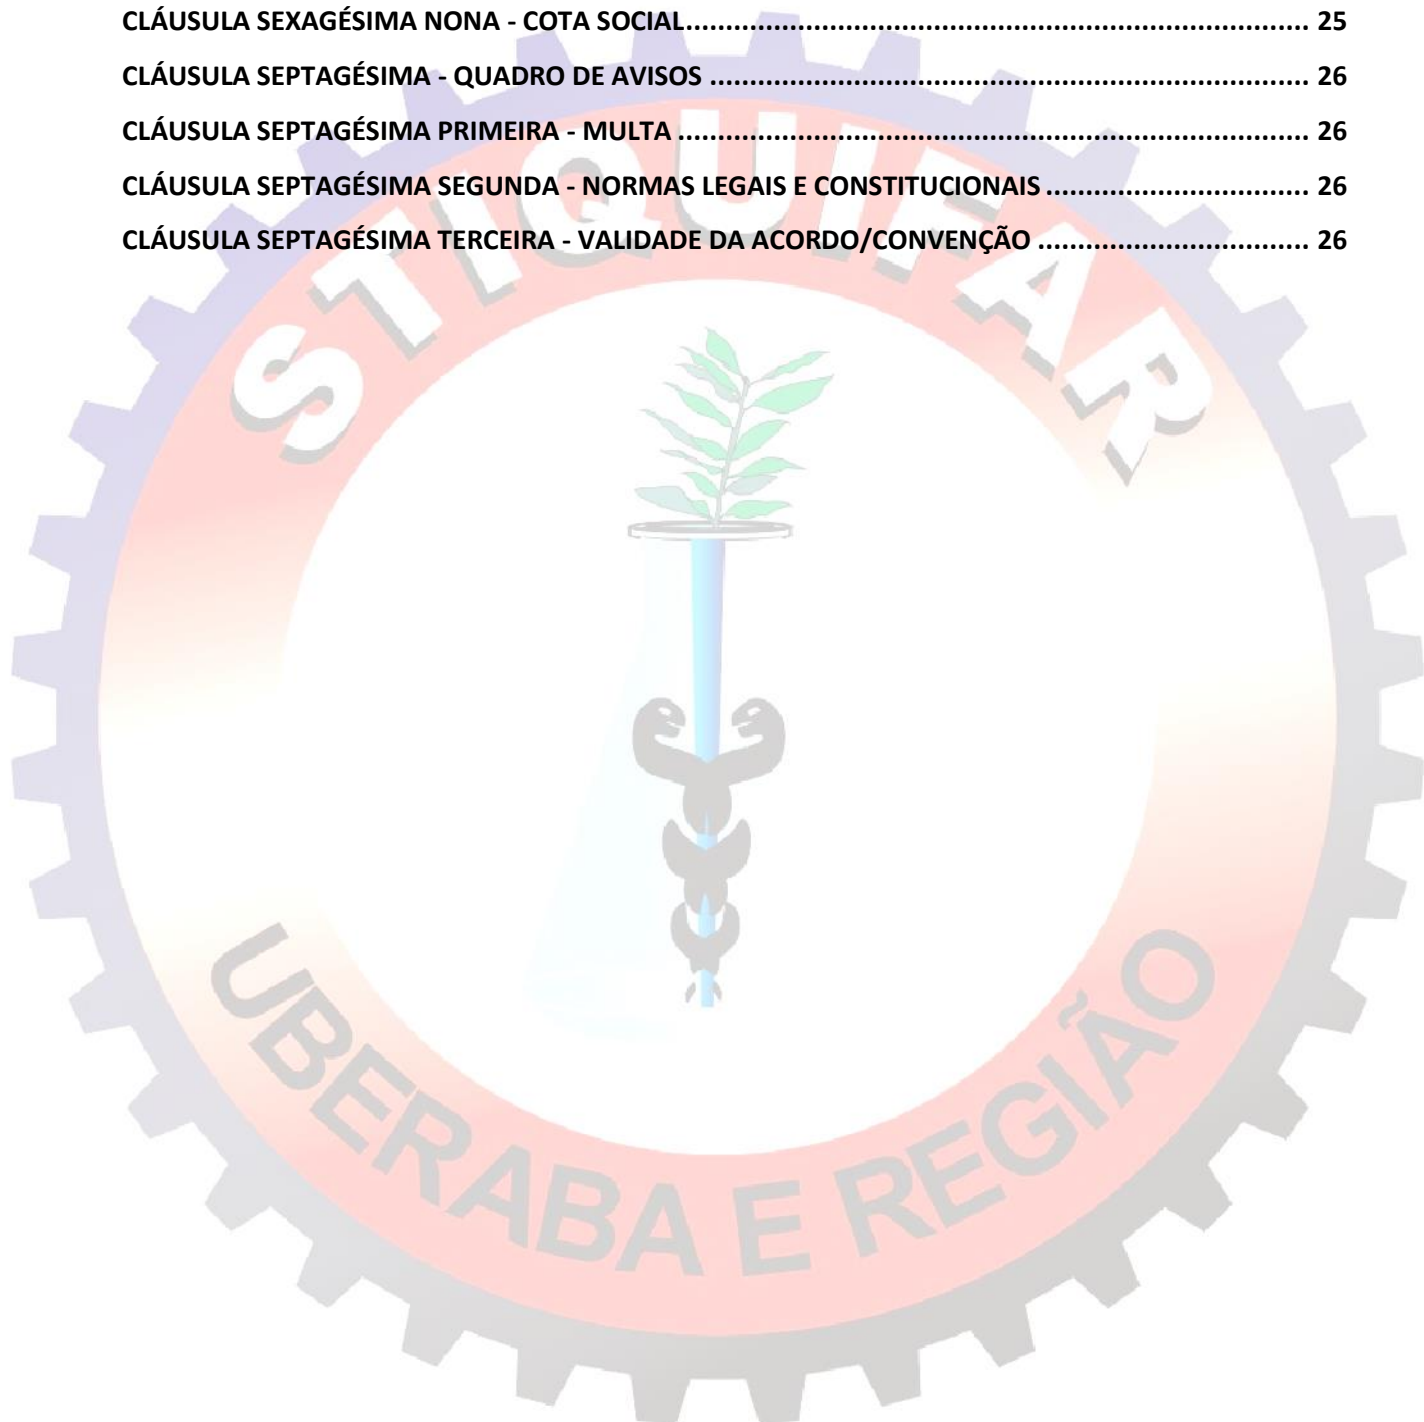 CLÁUSULA SEXAGÉSIMA NONA - COTA SOCIAL.............................................................................. 25
CLÁUSULA SEPTAGÉSIMA - QUADRO DE AVISOS ........................................................................... 26
CLÁUSULA SEPTAGÉSIMA PRIMEIRA - MULTA ............................................................................... 26
CLÁUSULA SEPTAGÉSIMA SEGUNDA - NORMAS LEGAIS E CONSTITUCIONAIS ................................. 26
CLÁUSULA SEPTAGÉSIMA TERCEIRA - VALIDADE DA ACORDO/CONVENÇÃO .................................. 26
STIQUIFAR
UBERABA E REGIÃO